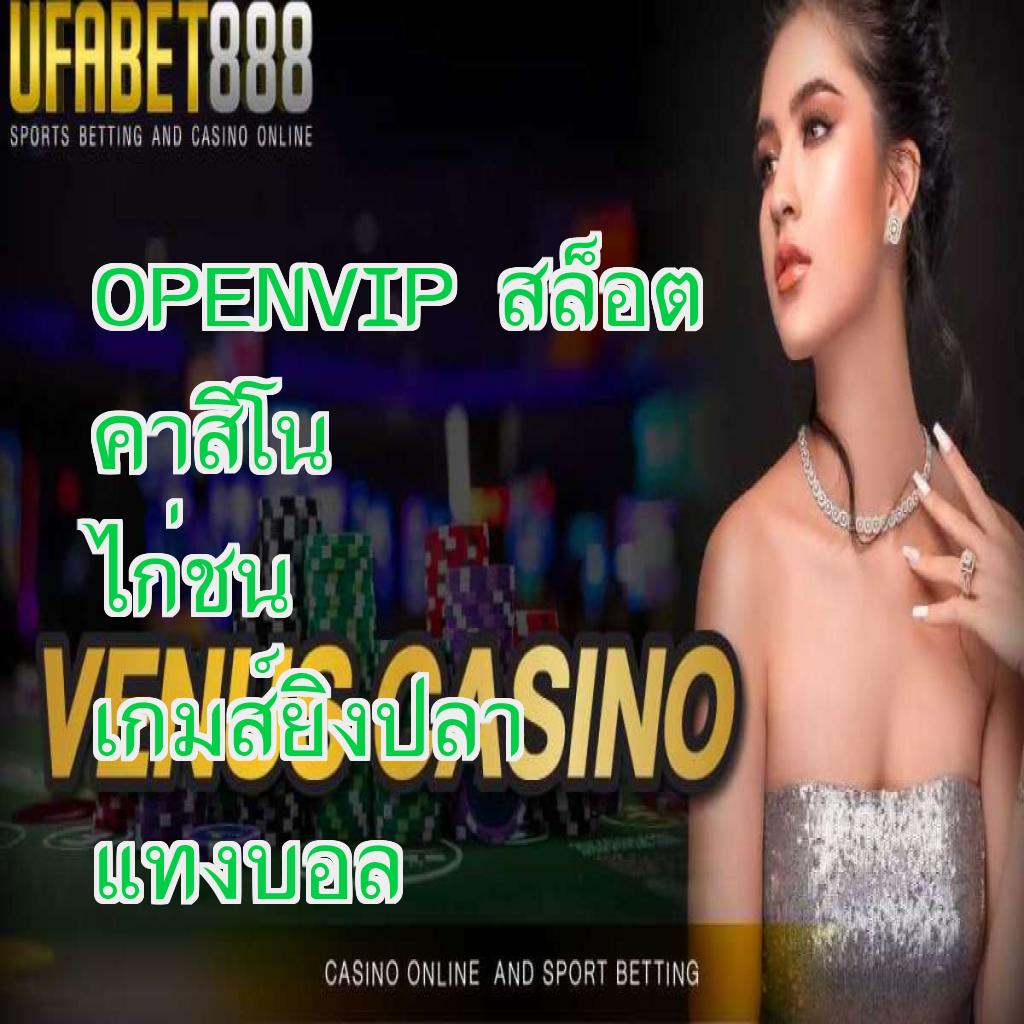 UFABET888
SPORTS BETTING AND CASINO ONLINE
OPENVIP สล็อต
คาสิโน
ไก่ชน
VENUS CASINO
เกมส์ยิงปลา
แทงบอล
CASINO ONLINE AND SPORT BETTING